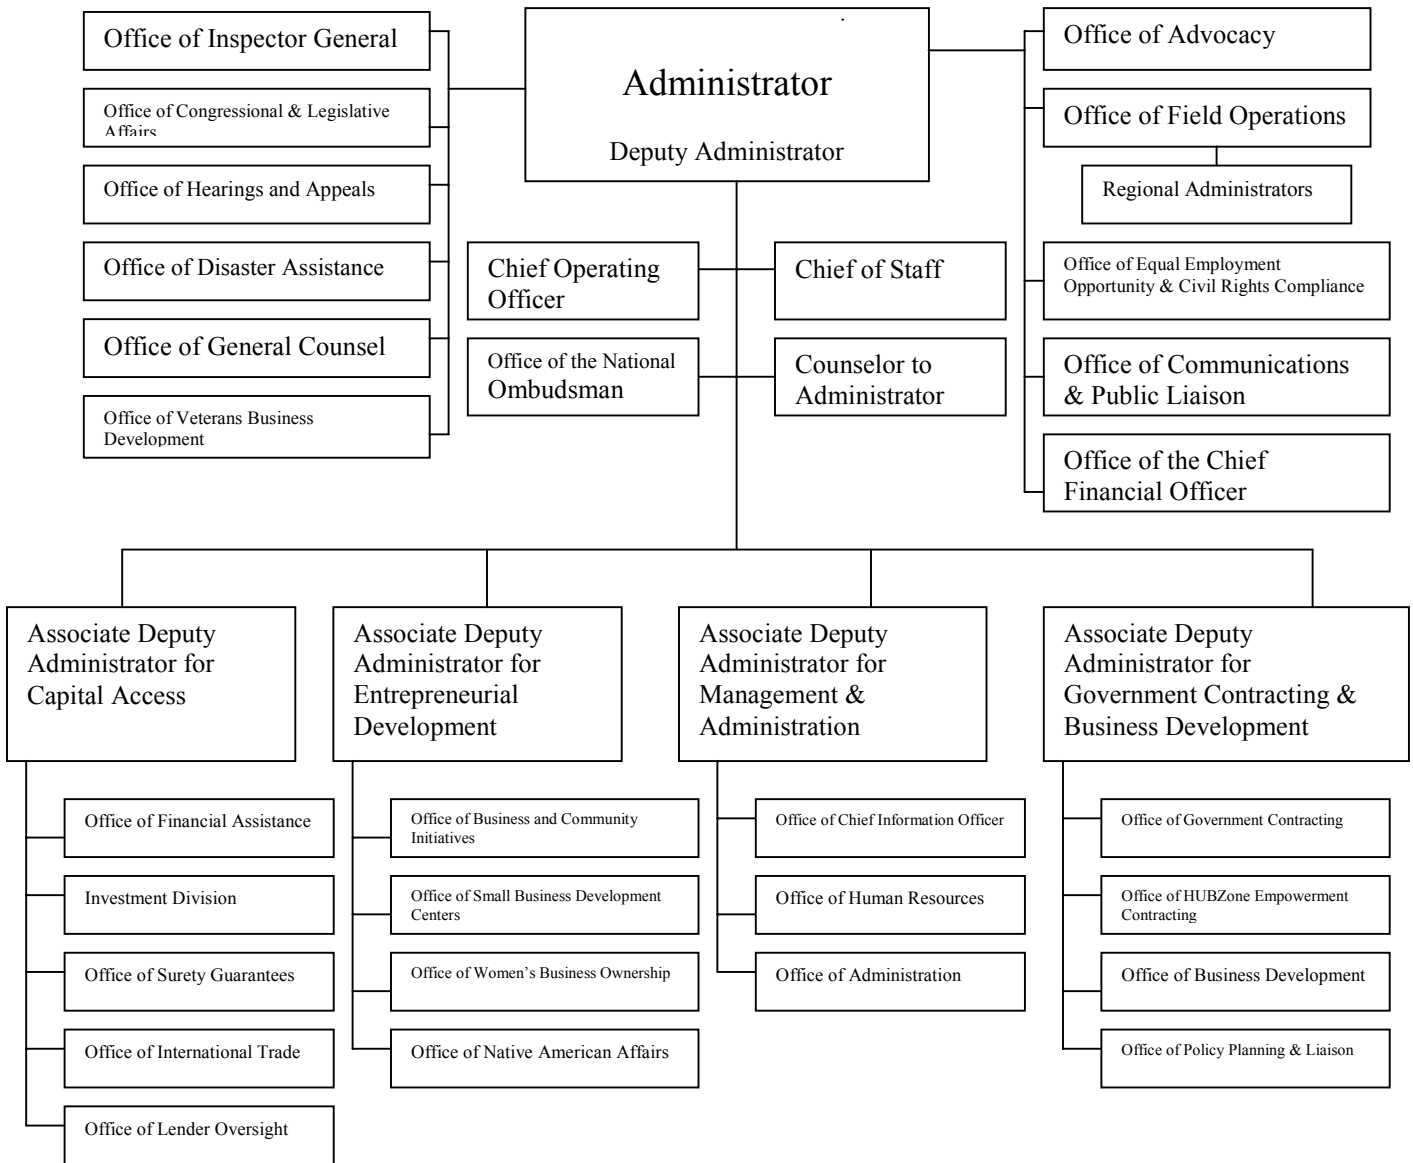 Administrator
Deputy Administrator
Office of Inspector General
Office of Congressional & Legislative
Affairs
Office of Hearings and Appeals
Office of Disaster Assistance
Office of General Counsel
Office of Veterans Business
Development
Office of Advocacy
Office of Field Operations
Regional Administrators
Office of Equal Employment
Opportunity & Civil Rights Compliance
Office of Communications
& Public Liaison
Office of the Chief
Financial Officer
Chief Operating
Officer
Chief of Staff
Office of the National
Ombudsman
Counselor to
Administrator
Associate Deputy
Administrator for
Capital Access
Office of Financial Assistance
Investment Division
Office of Surety Guarantees
Office of International Trade
Office of Lender Oversight
Associate Deputy
Administrator for
Entrepreneurial
Development
Office of Business and Community
Initiatives
Office of Small Business Development
Centers
Office of Women’s Business Ownership
Office of Native American Affairs
Associate Deputy
Administrator for
Management &
Administration
Office of Chief Information Officer
Office of Human Resources
Office of Administration
Associate Deputy
Administrator for
Government Contracting &
Business Development
Office of Government Contracting
Office of HUBZone Empowerment
Contracting
Office of Business Development
Office of Policy Planning & Liaison